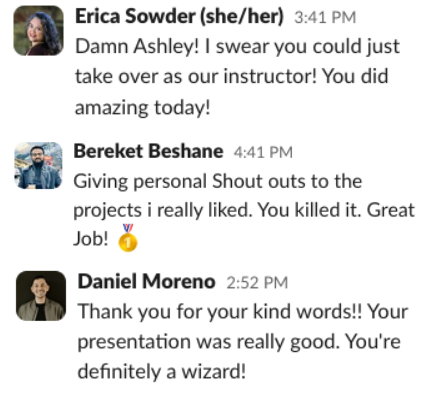 Erica Sowder (she/her) 3:41 PM
Damn Ashley! I swear you could just
take over as our instructor! You did
amazing today!
Bereket Beshane 4:41 PM
Giving personal Shout outs to the
projects i really liked. You killed it. Great
Job! 🥇
Daniel Moreno 2:52 PM
Thank you for your kind words!! Your
presentation was really good. You're
definitely a wizard!